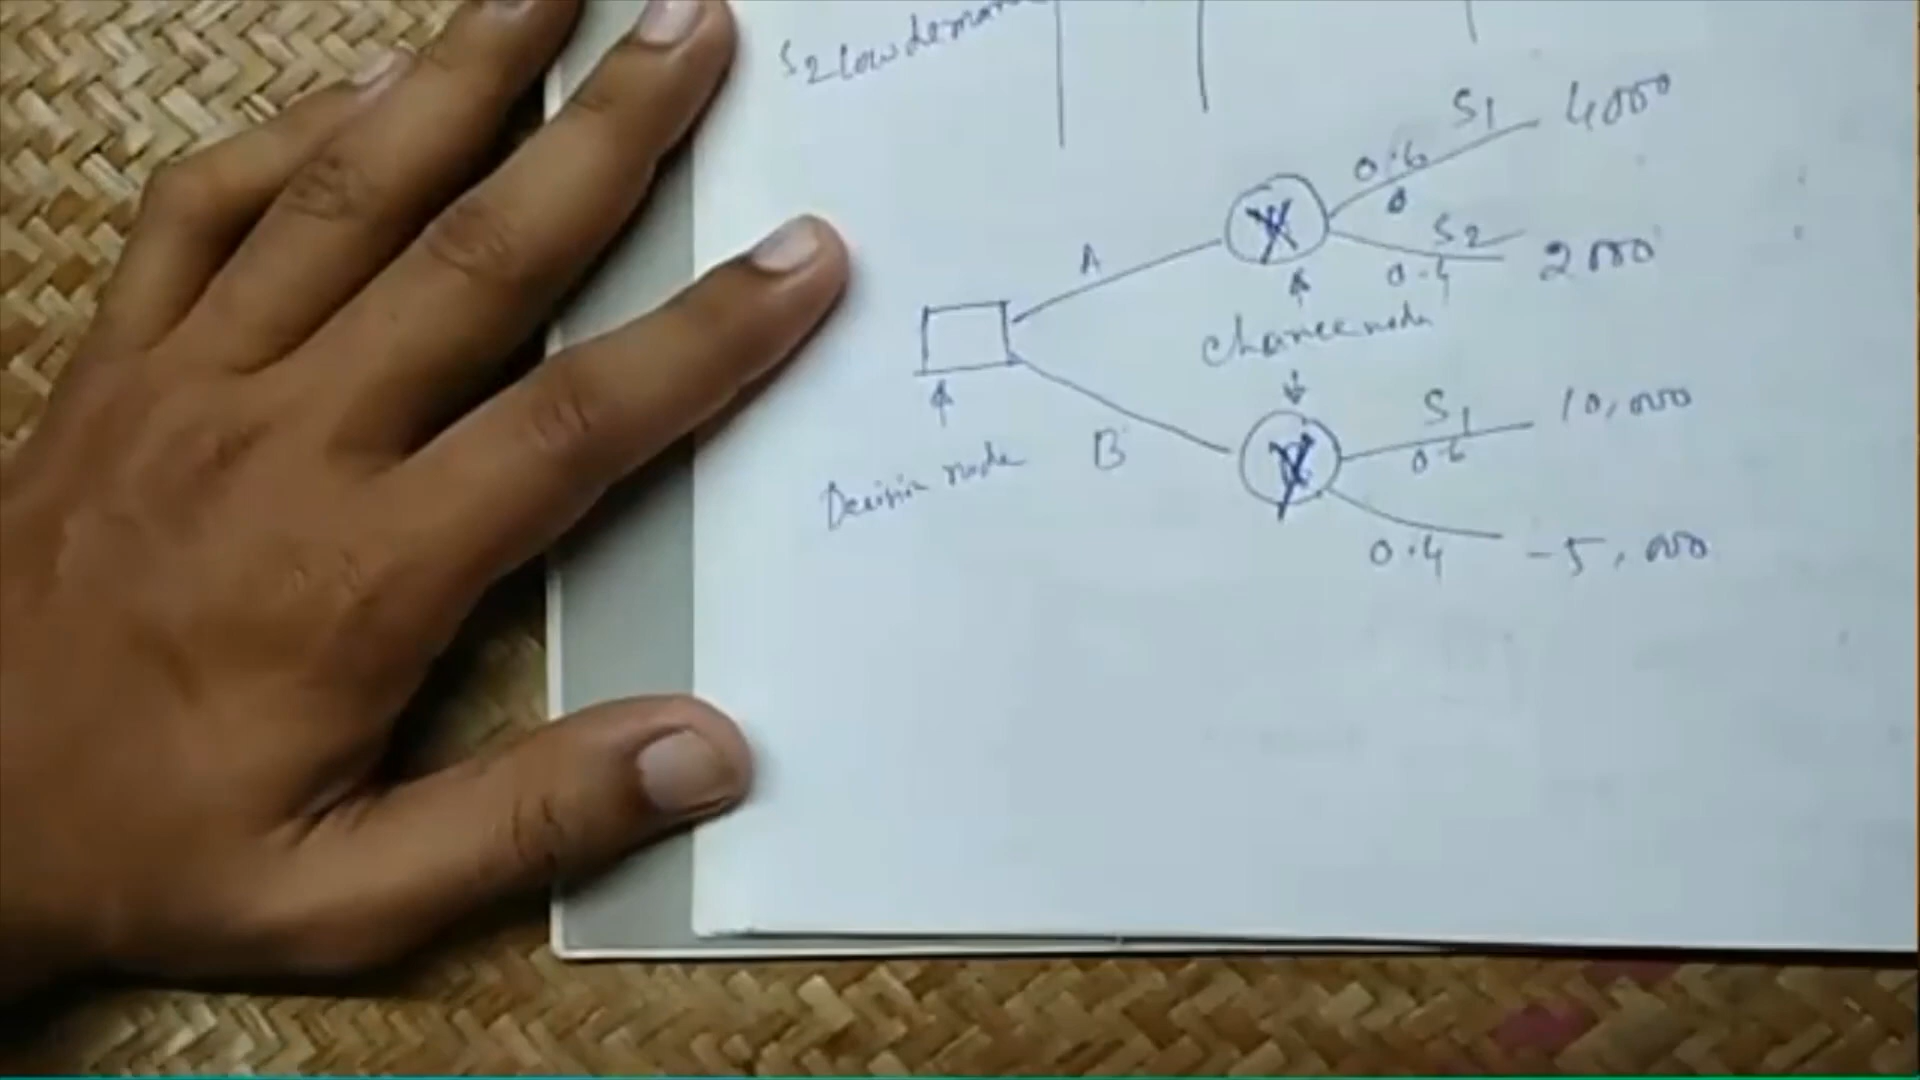 S2 low demand
S1 4000
0.6
A X
S2 2000
0.4
chance node
S1 10,000
B Y 0.6
Decision node
0.4 -5,000